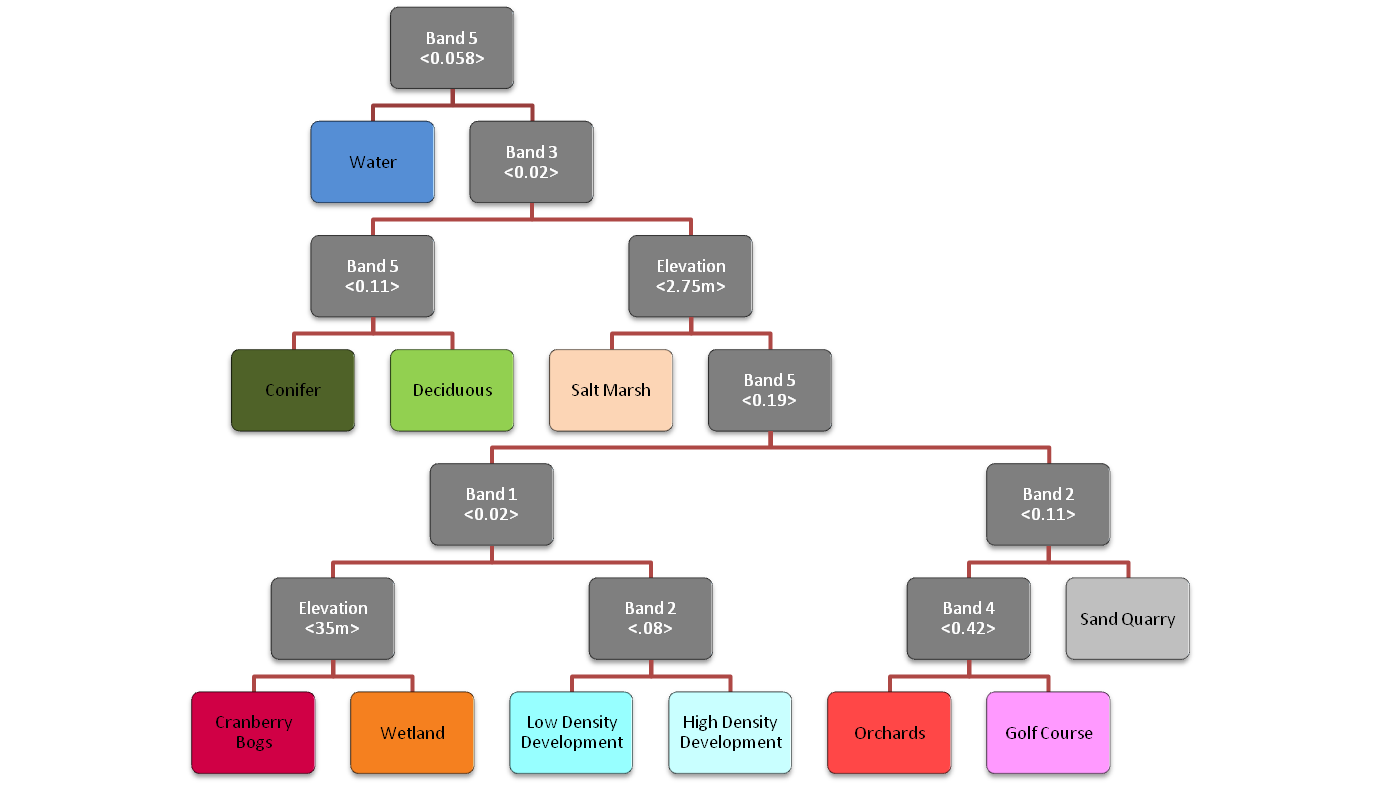 Band 5
<0.058>
Water
Band 3
<0.02>
Band 5
<0.11>
Elevation
<2.75m>
Conifer
Deciduous
Salt Marsh
Band 5
<0.19>
Band 1
<0.02>
Band 2
<0.11>
Elevation
<35m>
Band 2
<.08>
Band 4
<0.42>
Sand Quarry
Cranberry
Bogs
Wetland
Low Density
Development
High Density
Development
Orchards
Golf Course